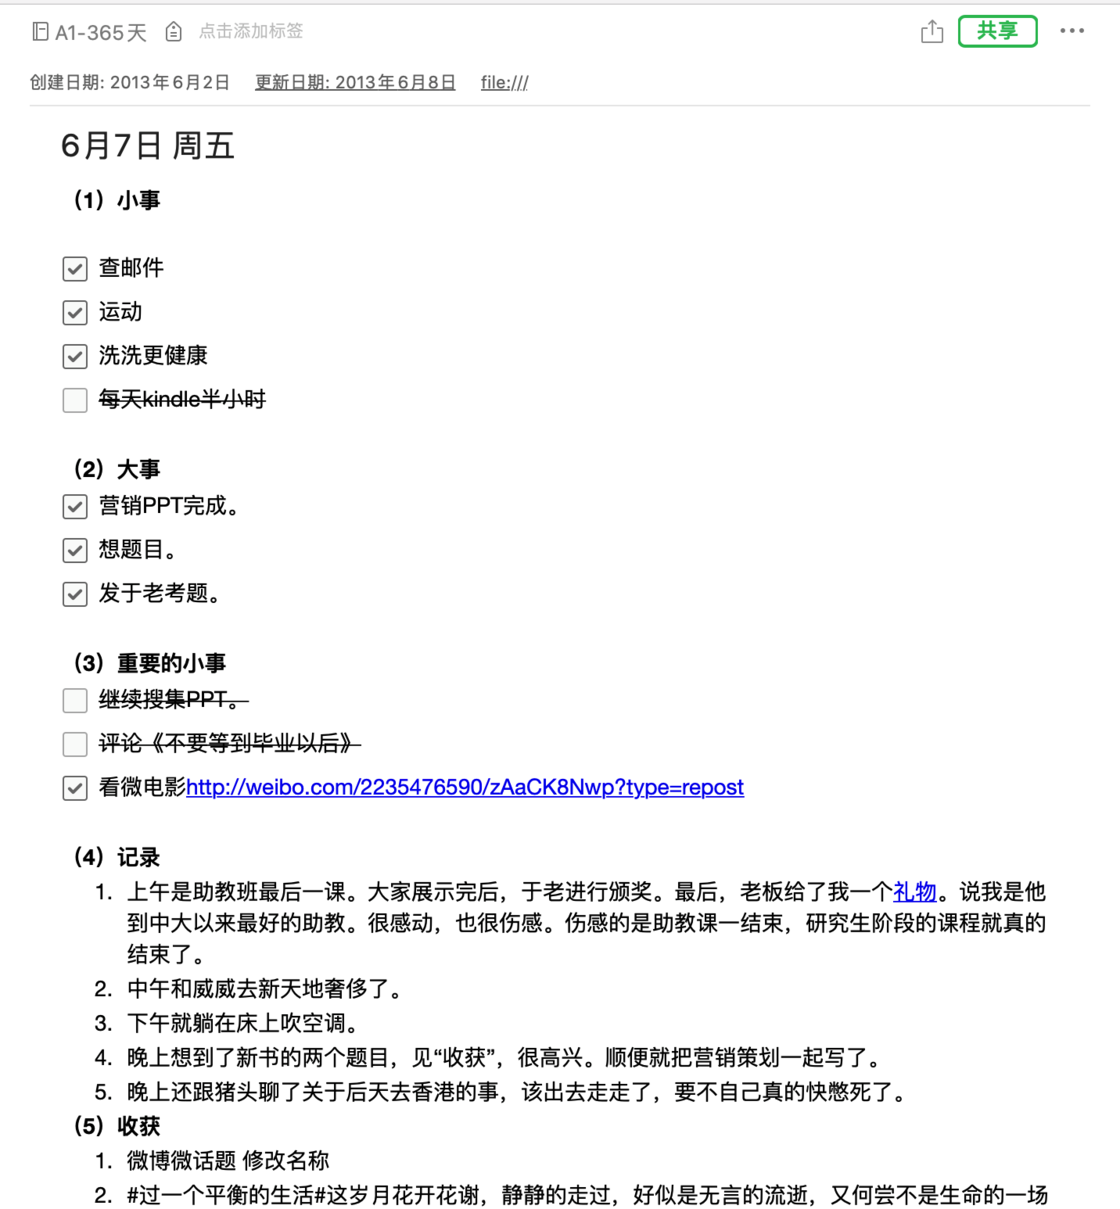 A1-365天 点击添加标签 共享 •••
创建日期: 2013年6月2日 更新日期: 2013年6月8日 file:///
6月7日 周五
（1）小事
查邮件
运动
洗洗更健康
每天kindle半小时
（2）大事
营销PPT完成。
想题目。
发于老考题。
（3）重要的小事
继续搜集PPT。
评论《不要等到毕业以后》
看微电影http://weibo.com/2235476590/zAaCK8Nwp?type=repost
（4）记录
1. 上午是助教班最后一课。大家展示完后，于老进行颁奖。最后，老板给了我一个礼物。说我是他
到中大以来最好的助教。很感动，也很伤感。伤感的是助教课一结束，研究生阶段的课程就真的
结束了。
2. 中午和威威去新天地奢侈了。
3. 下午就躺在床上吹空调。
4. 晚上想到了新书的两个题目，见“收获”，很高兴。顺便就把营销策划一起写了。
5. 晚上还跟猪头聊了关于后天去香港的事，该出去走走了，要不自己真的快憋死了。
（5）收获
1. 微博微话题 修改名称
2. #过一个平衡的生活#这岁月花开花谢，静静的走过，好似是无言的流逝，又何尝不是生命的一场